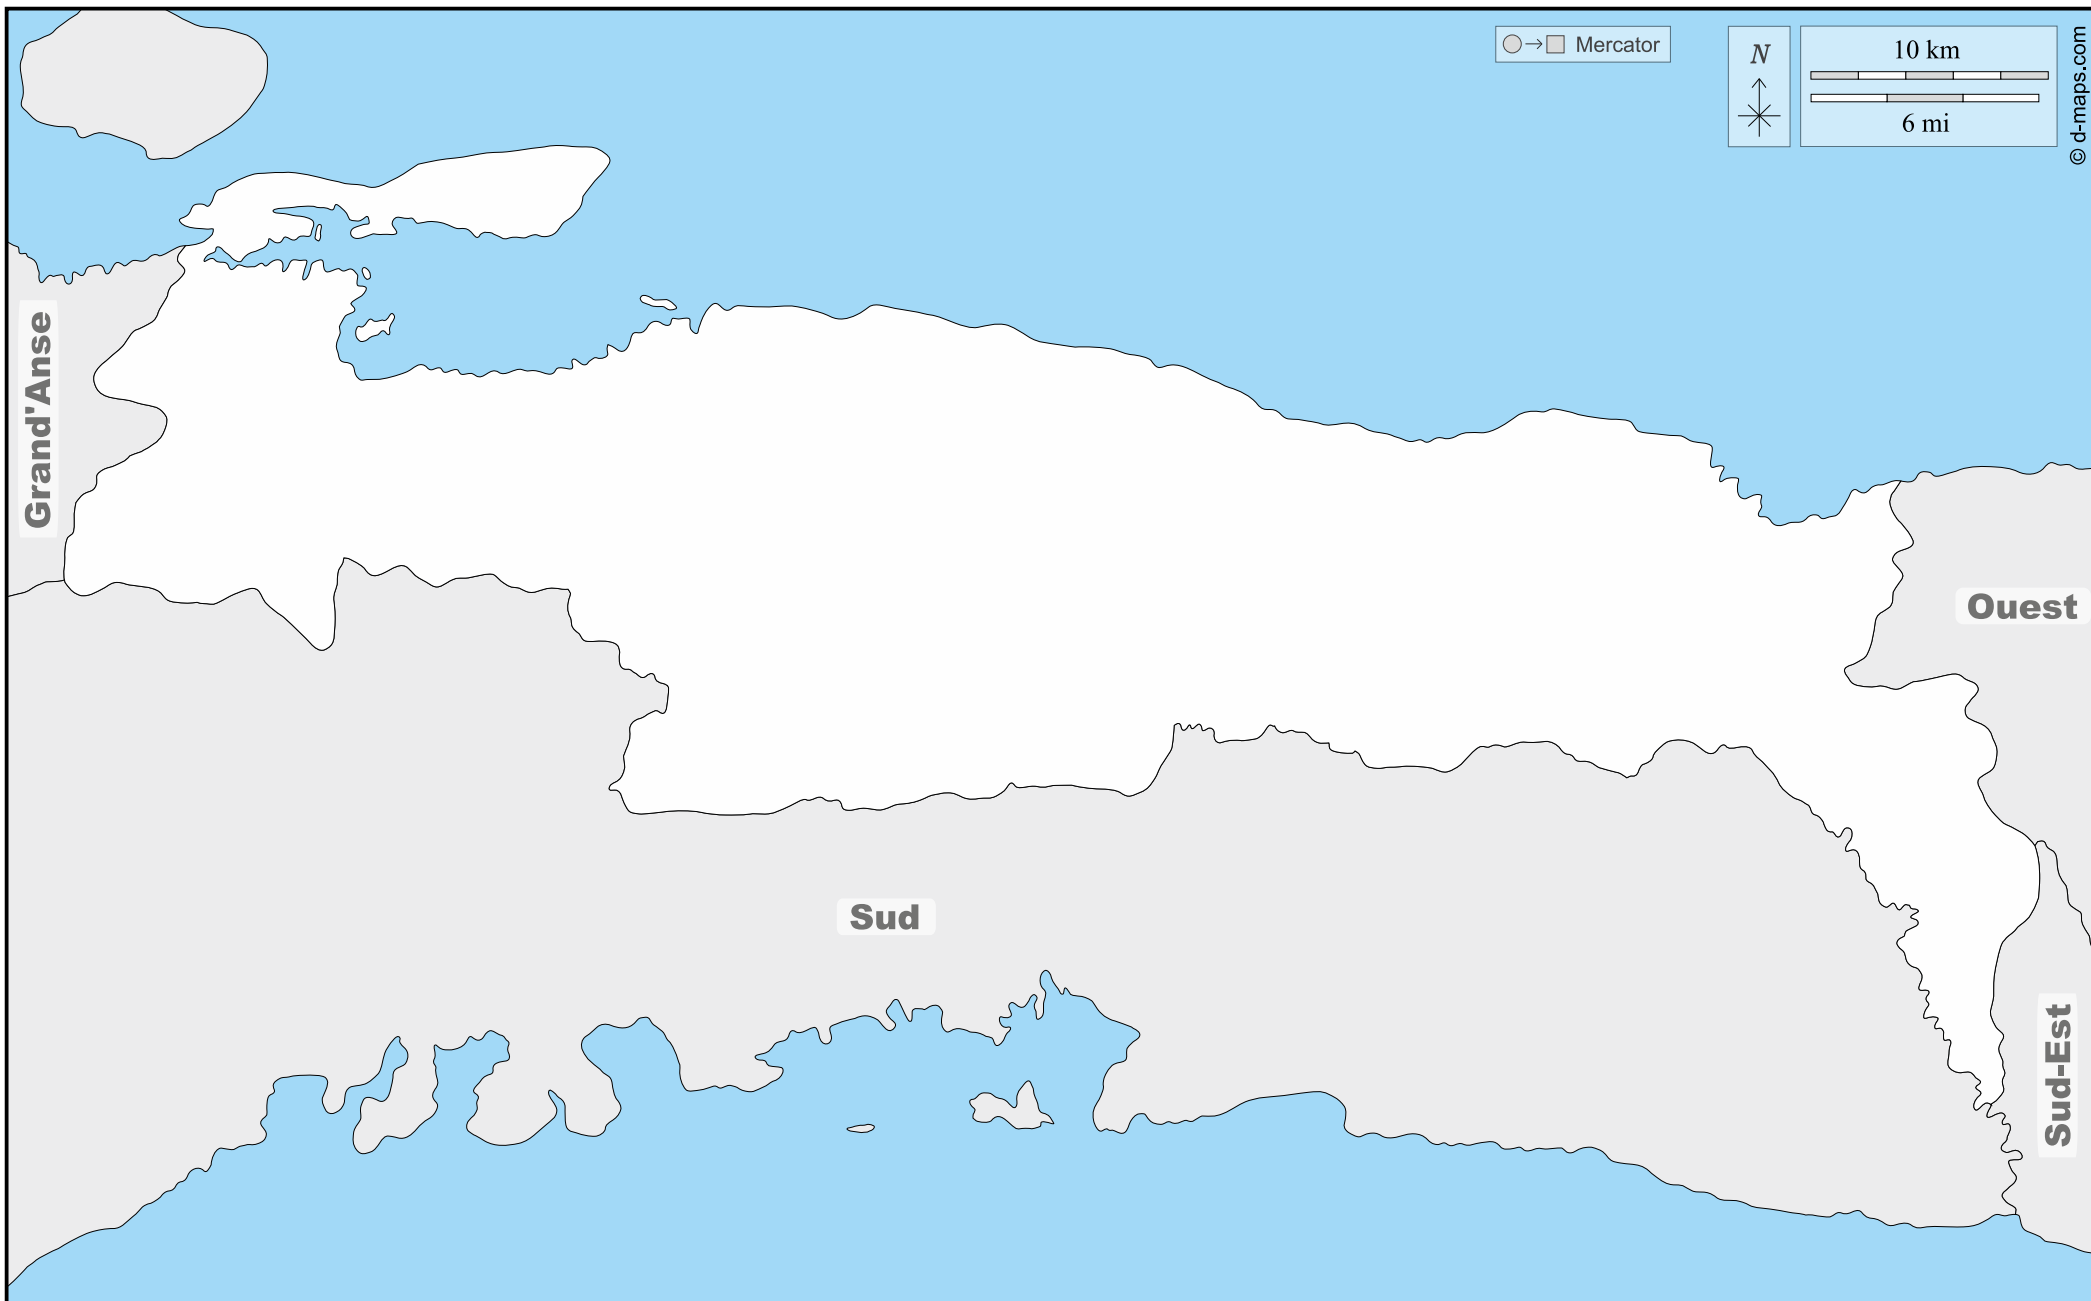 Mercator
N
10 km
6 mi
© d-maps.com
Grand'Anse
Ouest
Sud
Sud-Est